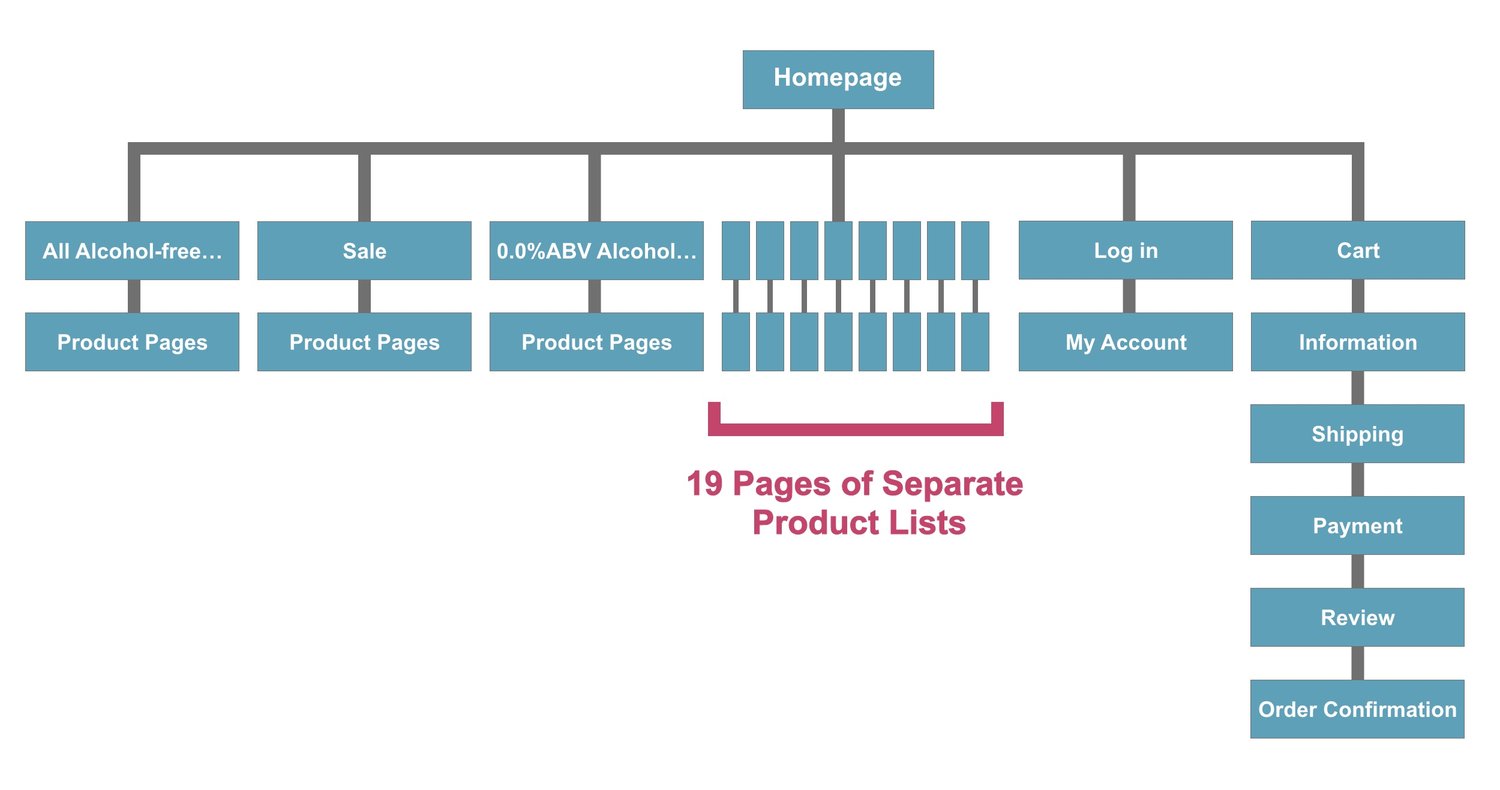 Homepage
All Alcohol-free…
Sale
0.0%ABV Alcohol…
Log in
Cart
Product Pages
Product Pages
Product Pages
My Account
Information
Shipping
19 Pages of Separate
Product Lists
Payment
Review
Order Confirmation